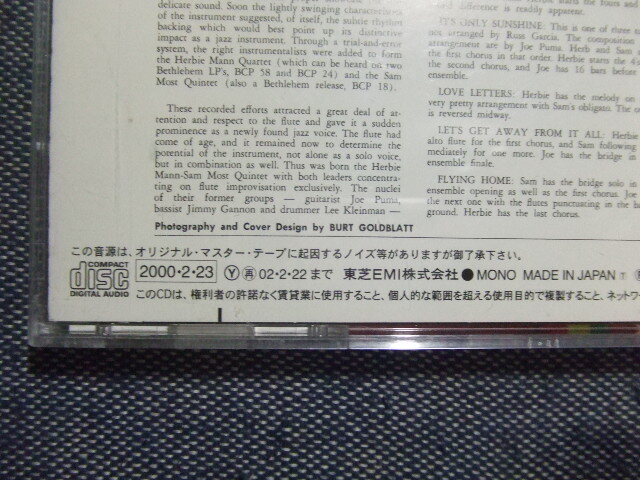 delicate sound. Soon the lightly swinging characteristics
of the instrument suggested, of itself, the subtle rhythm
backing which would best point up its distinctive
impact as a jazz instrument. Through a trial-and-error
system, the right instrumentalists were added to form
the Herbie Mann Quartet (which can be heard on two
Bethlehem LP's, BCP 58 and BCP 24) and the Sam
Most Quintet (also a Bethlehem release, BCP 18).
These recorded efforts attracted a great deal of at-
tention and respect to the flute and gave it a sudden
prominence as a newly found jazz voice. The flute had
come of age, and it remained now to determine the
potential of the instrument, not alone as a solo voice,
but in combination as well. Thus was born the Herbie
Mann-Sam Most Quintet with both leaders concentra-
ting on flute improvisation exclusively. The nuclei
of their former groups — guitarist Joe Puma,
bassist Jimmy Gannon and drummer Lee Kleinman —
Photography and Cover Design by BURT GOLDBLATT
difference is readily apparent.
IT'S ONLY SUNSHINE: This is one of three tu
not arranged by Russ Garcia. The composition
arrangement are by Joe Puma. Herb and Sam
the first chorus in that order. Herbie starts the 4's
the second chorus, and Joe has 16 bars before
ensemble.
LOVE LETTERS: Herbie has the melody on
very pretty arrangement with Sam's obligato. The o
is reversed midway.
LET'S GET AWAY FROM IT ALL: Herbie
alto flute for the first chorus, and Sam following
mediately for one more. Joe has the bridge an
ensemble finale.
FLYING HOME: Sam has the bridge solo in
ensemble opening as well as the first chorus. Joe
the next one with the flutes punctuating in the ba
ground. Herbie has the last chorus.
この音源は、オリジナル・マスター・テープに起因するノイズ等がありますが御了承下さい。
COMPACT disc DIGITAL AUDIO
2000・2・23 Ⓨ㊢02・2・22まで 東芝EMI株式会社●MONO MADE IN JAPAN
このCDは、権利者の許諾なく賃貸業に使用すること、個人的な範囲を超える使用目的で複製すること、ネットワー